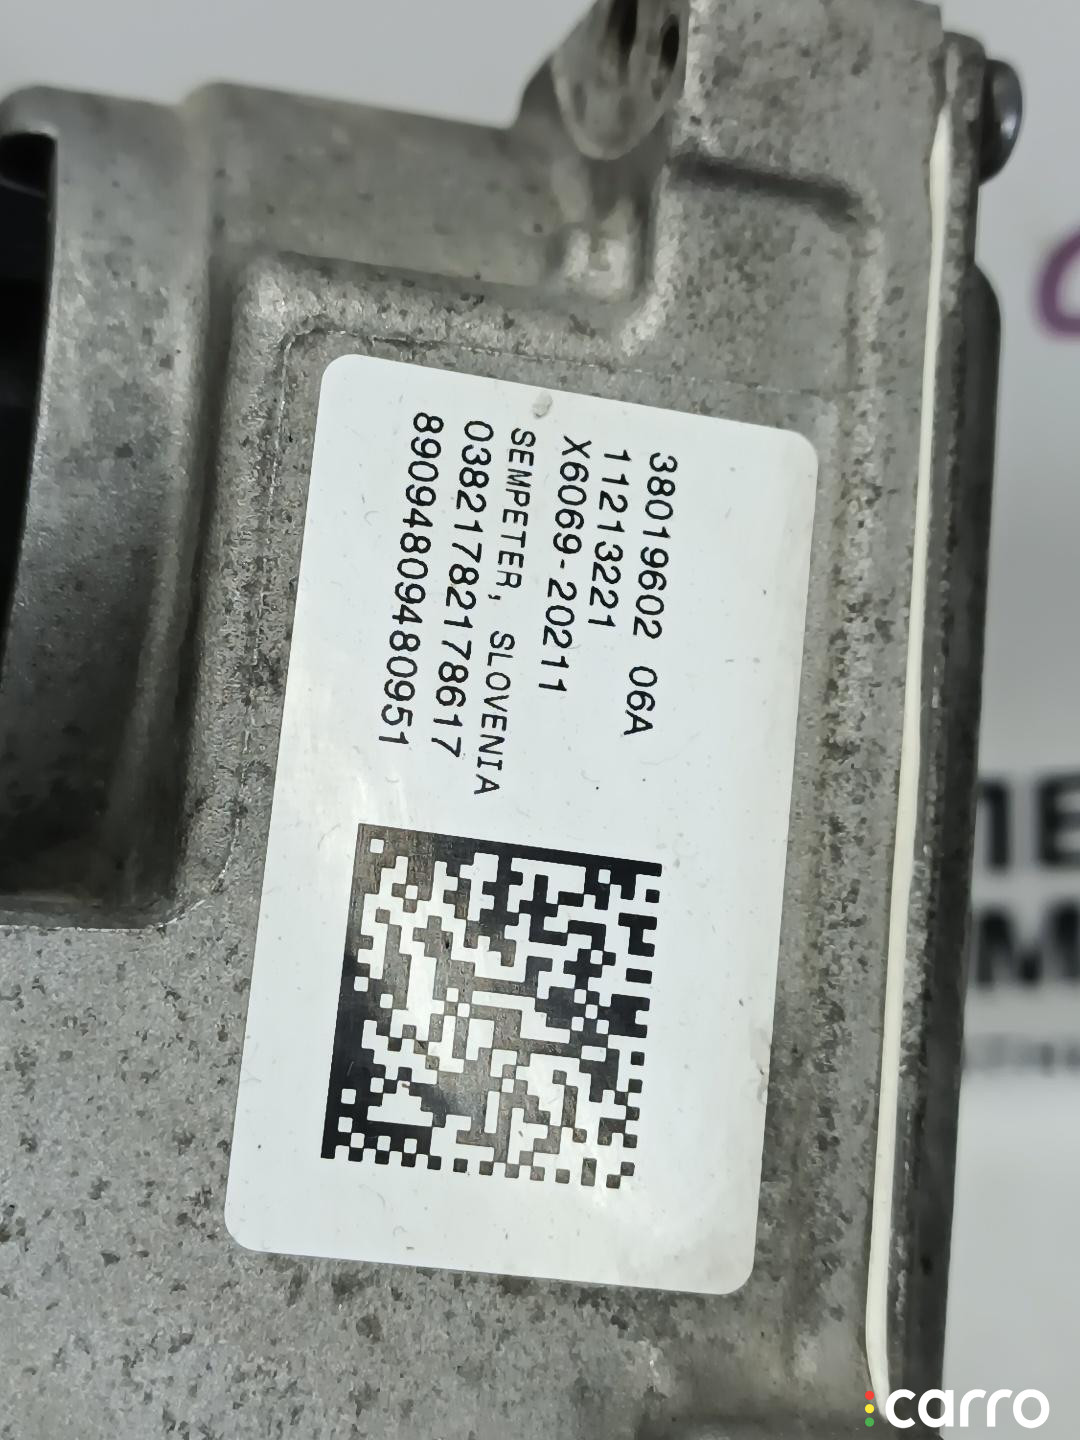 38019602 06A
11213221
X6069-20211
SEMPETER, SLOVENIA
03821782178617
89094809480951
carro